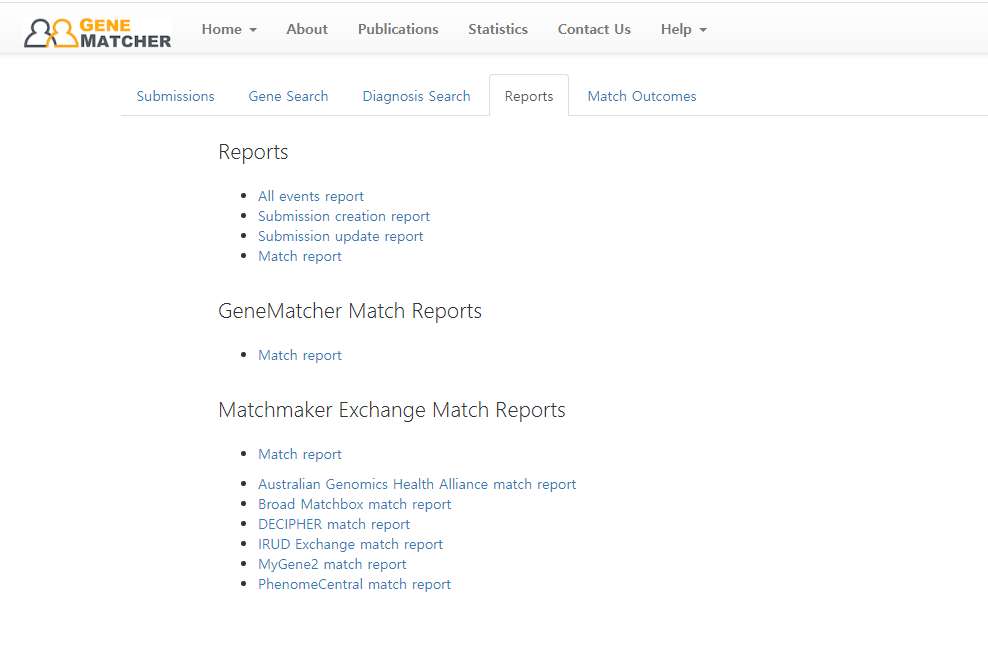 GENE
MATCHER
Home
About
Publications
Statistics
Contact Us
Help
Submissions
Gene Search
Diagnosis Search
Reports
Match Outcomes
Reports
All events report
Submission creation report
Submission update report
Match report
GeneMatcher Match Reports
Match report
Matchmaker Exchange Match Reports
Match report
Australian Genomics Health Alliance match report
Broad Matchbox match report
DECIPHER match report
IRUD Exchange match report
MyGene2 match report
PhenomeCentral match report